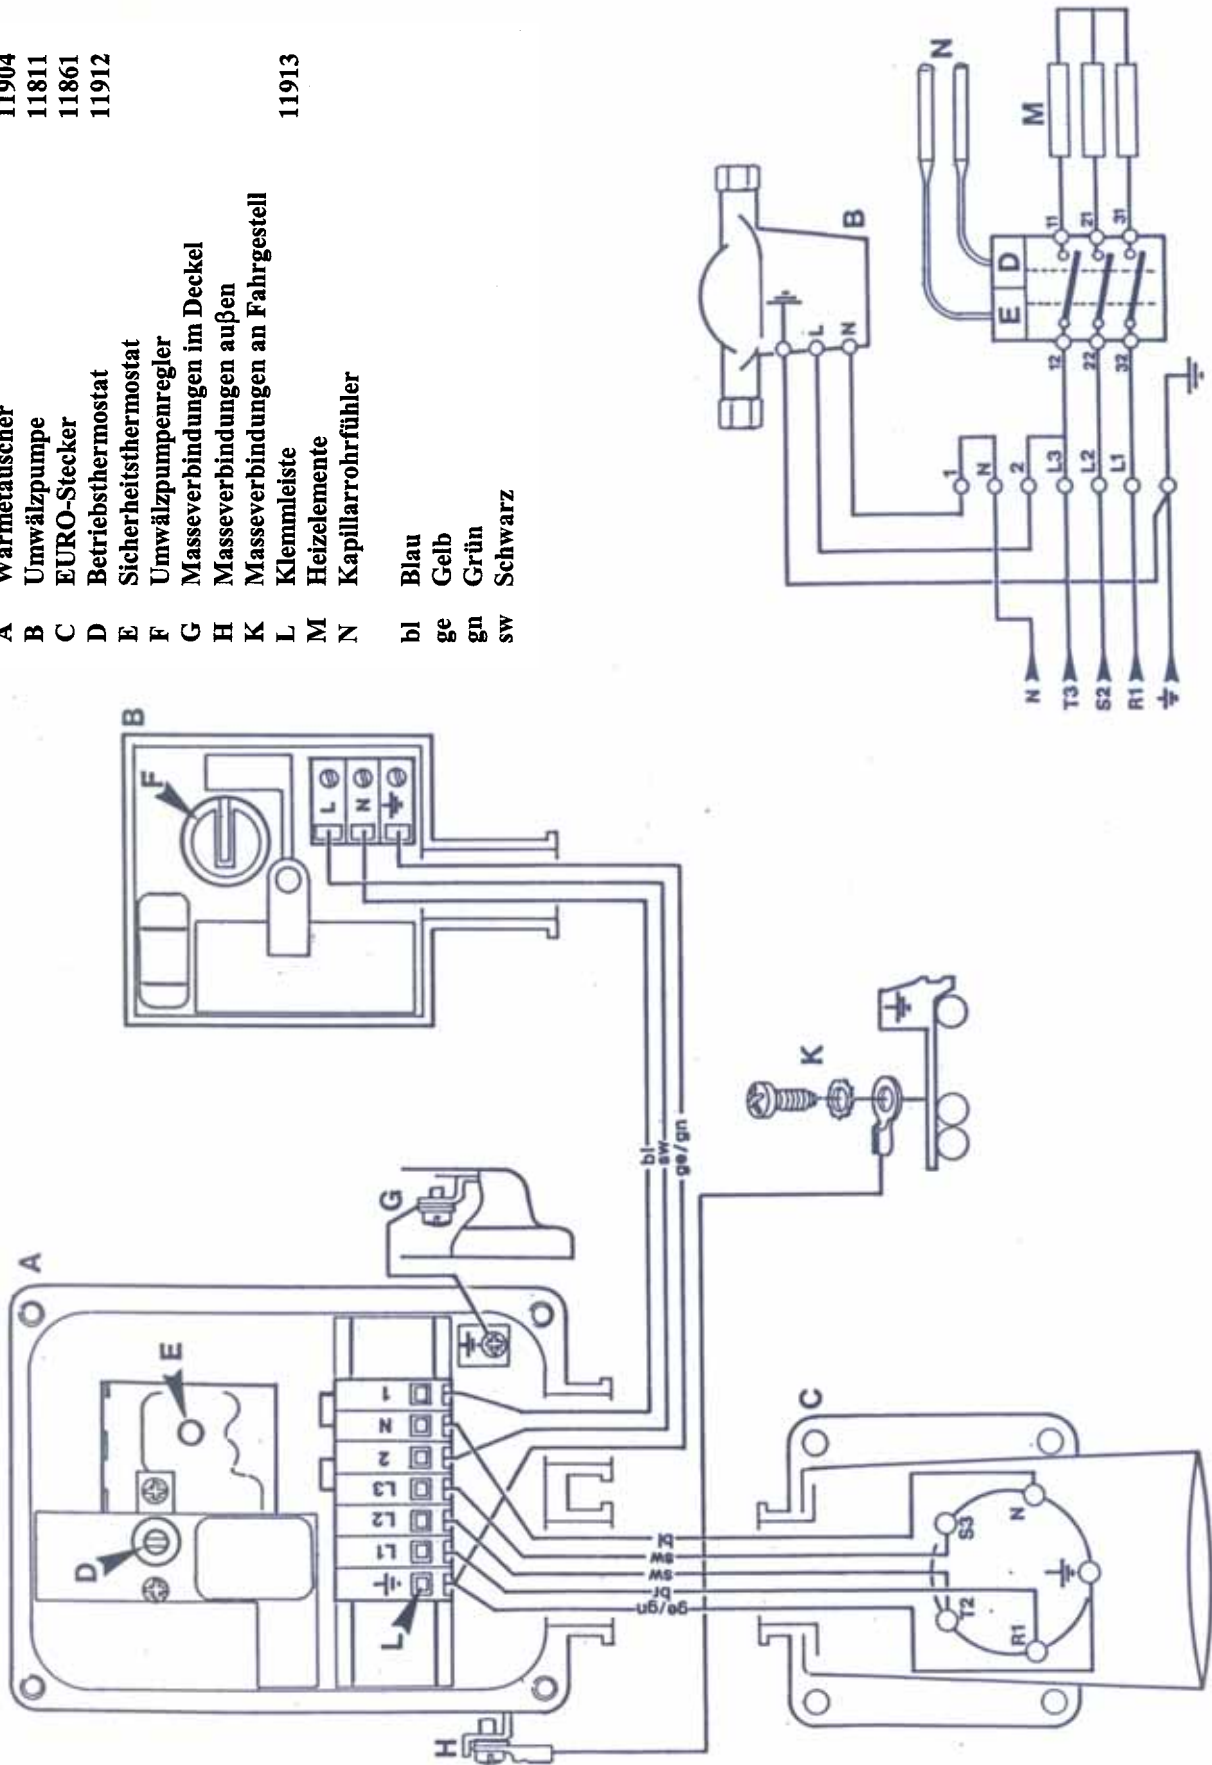 A Wärmetauscher 11904
B Umwälzpumpe 11811
C EURO-Stecker 11861
D Betriebsthermostat 11912
E Sicherheitsthermostat
F Umwälzpumpenregler
G Masseverbindungen im Deckel
H Masseverbindungen außen
K Masseverbindungen an Fahrgestell
L Klemmleiste 11913
M Heizelemente
N Kapillarrohrfühler
bl Blau
ge Gelb
gn Grün
sw Schwarz
A
D
E
L
L1
L2
L3
2
N
1
G
H
B
F
L
N
bl
sw
ge/gn
K
C
bl
sw
sw
br
ge/gn
S3
N
T2
R1
N
M
B
L
N
E
D
11
21
31
12
22
32
1
N
2
L3
L2
L1
N
T3
S2
R1